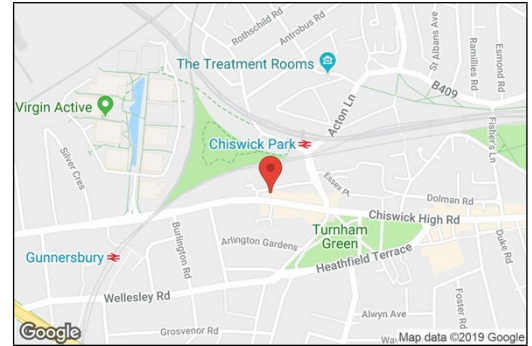 Rothschild Rd
Antrobus Rd
St Albans Ave
Ramillies Rd
Esmond Rd
The Treatment Rooms
B409
Virgin Active
Acton Ln
Fisher's Ln
Silver Cres
Chiswick Park
Essex Pl
Dolman Rd
Chiswick High Rd
Turnham
Green
Duke Rd
Burlington Rd
Arlington Gardens
Gunnersbury
Heathfield Terrace
Wellesley Rd
Foster Rd
Alwyn Ave
Grosvenor Rd
Google
Map data ©2019 Google